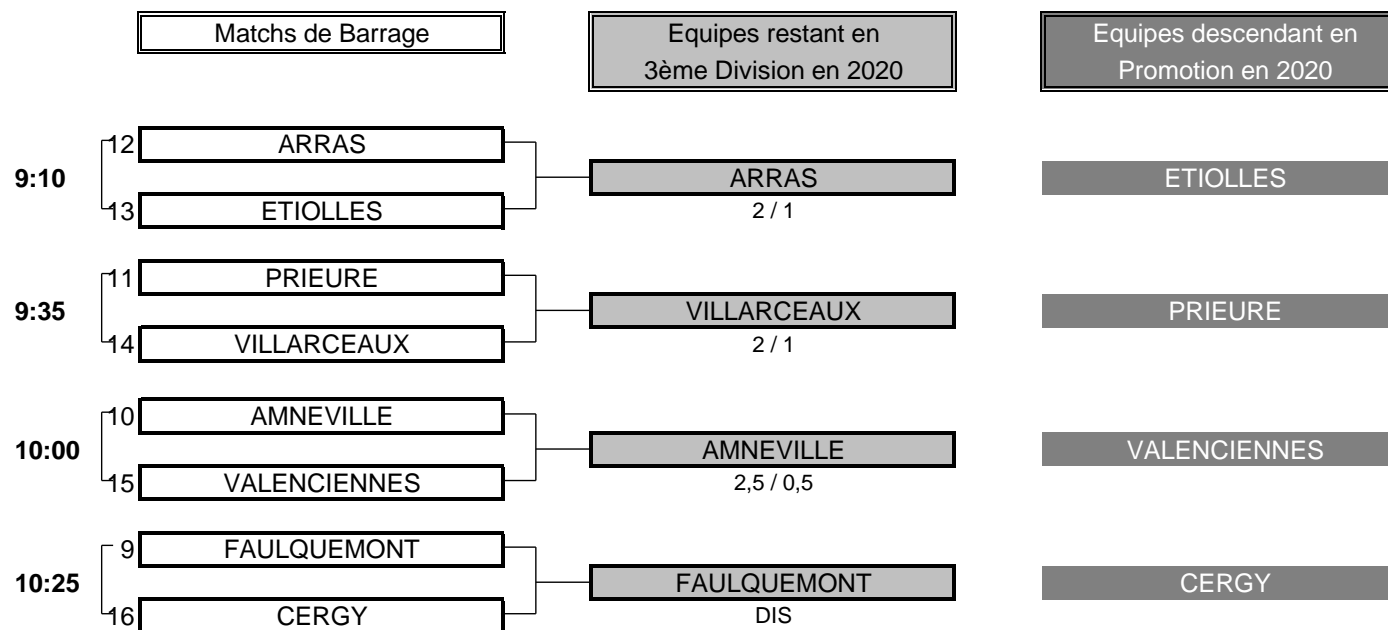 Matchs de Barrage
Equipes restant en
3ème Division en 2020
Equipes descendant en
Promotion en 2020
12 ARRAS
9:10 ARRAS ETIOLLES
13 ETIOLLES 2 / 1
11 PRIEURE
9:35 VILLARCEAUX PRIEURE
14 VILLARCEAUX 2 / 1
10 AMNEVILLE
10:00 AMNEVILLE VALENCIENNES
15 VALENCIENNES 2,5 / 0,5
9 FAULQUEMONT
10:25 FAULQUEMONT CERGY
16 CERGY DIS